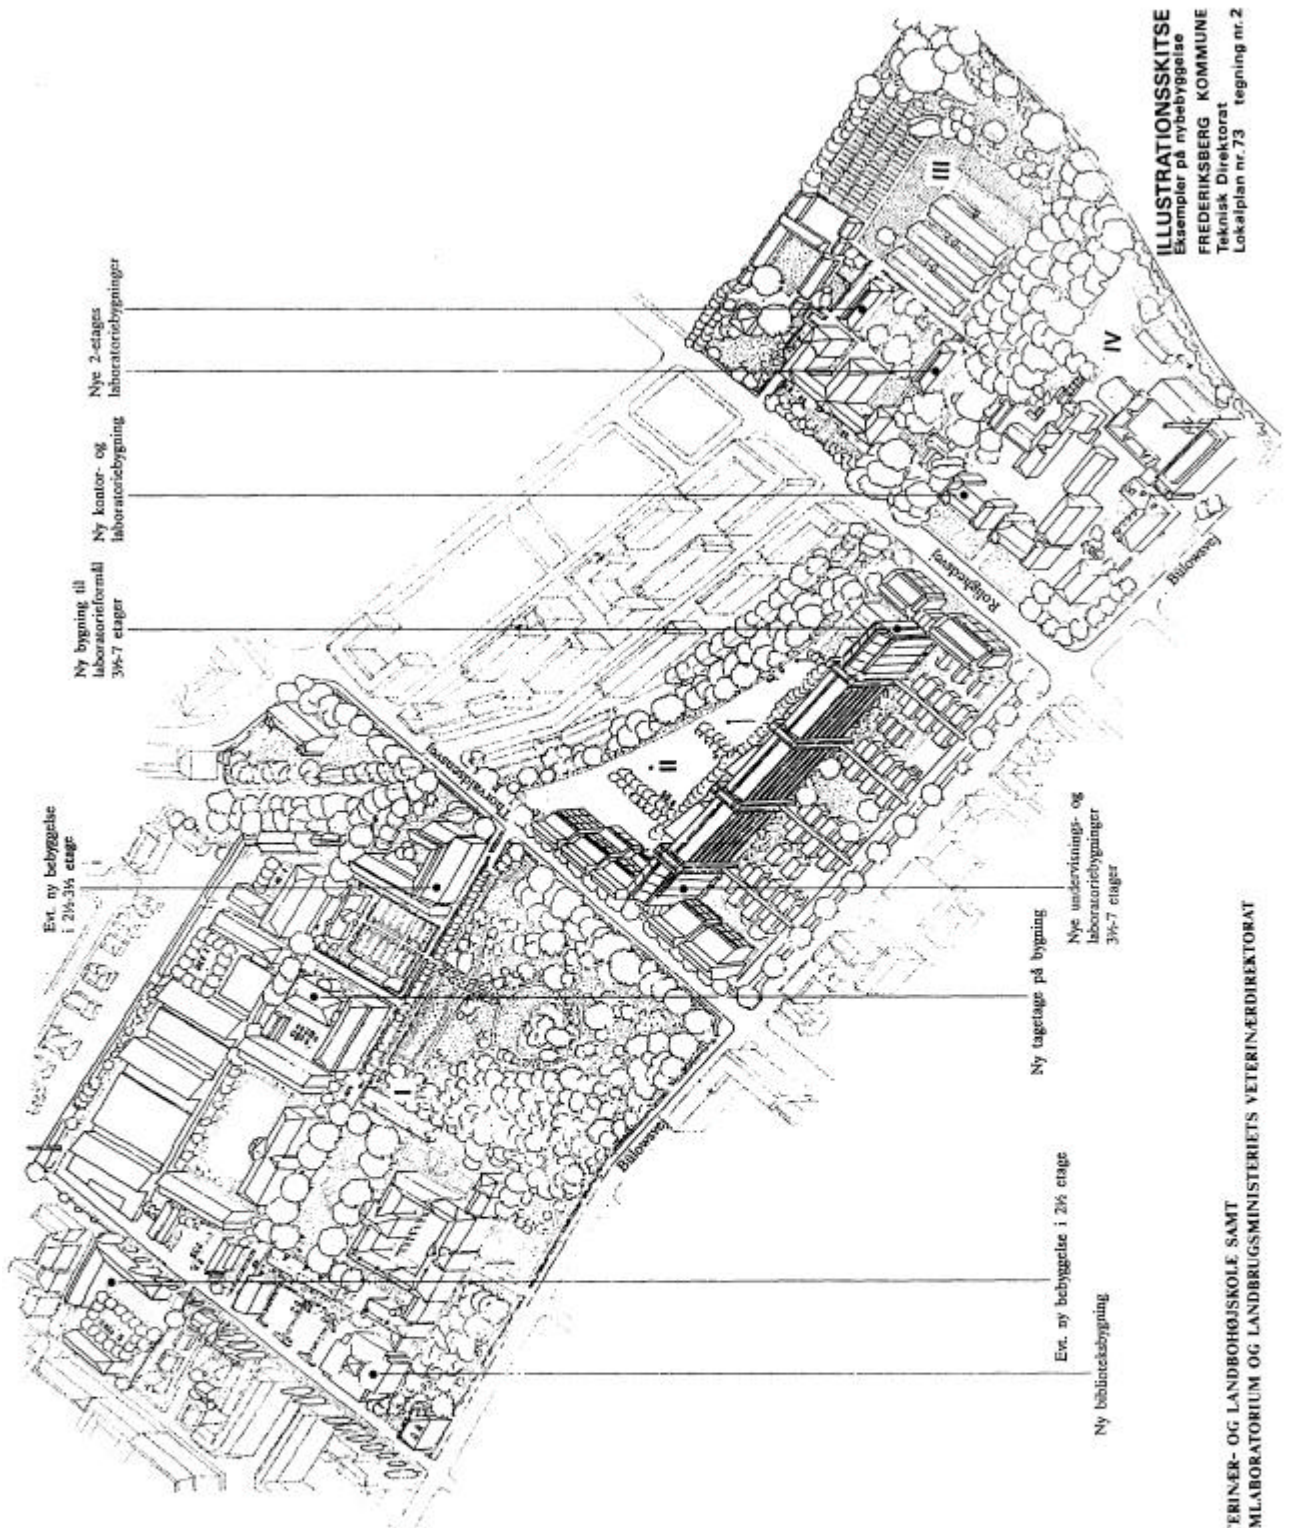 ILLUSTRATIONSSKITSE
Eksempler på nybebyggelse
FREDERIKSBERG KOMMUNE
Teknisk Direktorat
Lokalplan nr. 73 tegning nr. 2
Nye 2-etages
laboratoriebygninger
Ny kontor- og
laboratoriebygning
Ny bygning til
laboratorieformål
3½-7 etager
Evt. ny bebyggelse
i 2½-3½ etage
III
IV
II
I
Rolighedsvej
Bülowsvej
Thorvaldsensvej
Bülowsvej
Nye undervisnings- og
laboratoriebygninger
3½-7 etager
Ny tagetage på bygning
Evt. ny bebyggelse i 2½ etage
Ny biblioteksbygning
ERINÆR- OG LANDBOHØJSKOLE SAMT
MLABORATORIUM OG LANDBRUGSMINISTERIETS VETERINÆRDIREKTORAT